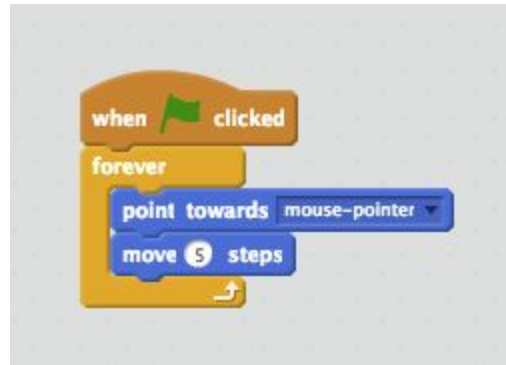 when clicked
forever
point towards mouse-pointer
move 5 steps